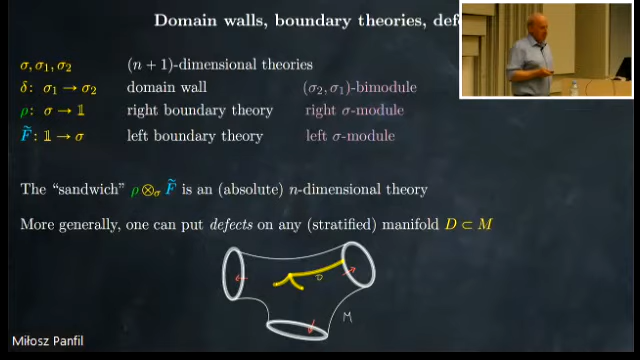 Domain walls, boundary theories, def
σ, σ₁, σ₂ (n + 1)-dimensional theories
δ: σ₁ → σ₂ domain wall (σ₂, σ₁)-bimodule
ρ: σ → 𝟙 right boundary theory right σ-module
F̃: 𝟙 → σ left boundary theory left σ-module
The “sandwich” ρ ⊗σ F̃ is an (absolute) n-dimensional theory
More generally, one can put defects on any (stratified) manifold D ⊂ M
D
M
Miłosz Panfil